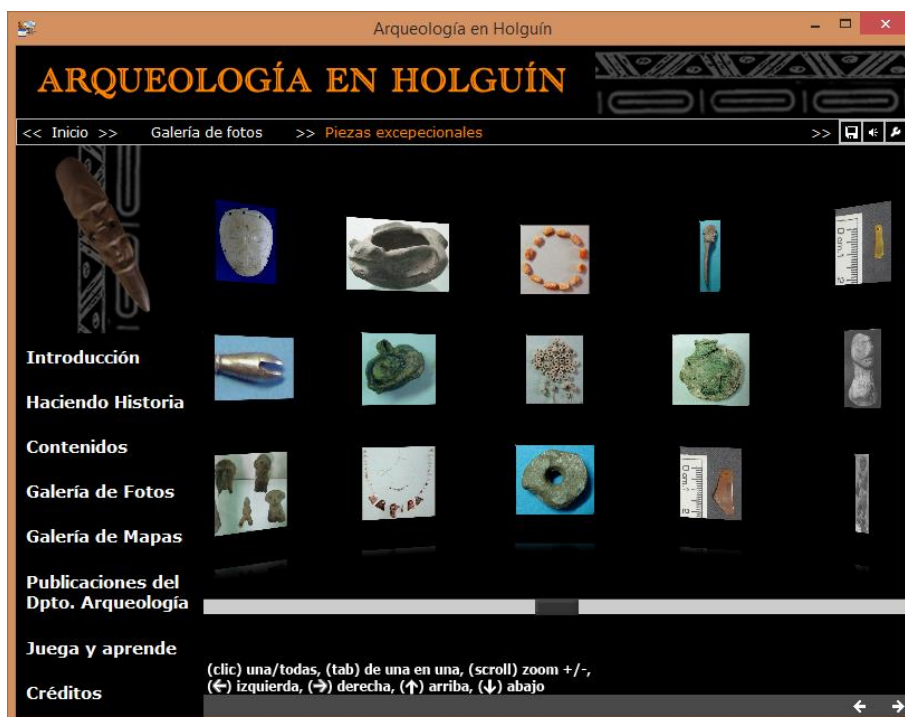 Arqueología en Holguín
ARQUEOLOGÍA EN HOLGUÍN
<< Inicio >> Galería de fotos >> Piezas excepecionales >>
Introducción
Haciendo Historia
Contenidos
Galería de Fotos
Galería de Mapas
Publicaciones del
Dpto. Arqueología
Juega y aprende
Créditos
(clic) una/todas, (tab) de una en una, (scroll) zoom +/-,
(←) izquierda, (→) derecha, (↑) arriba, (↓) abajo